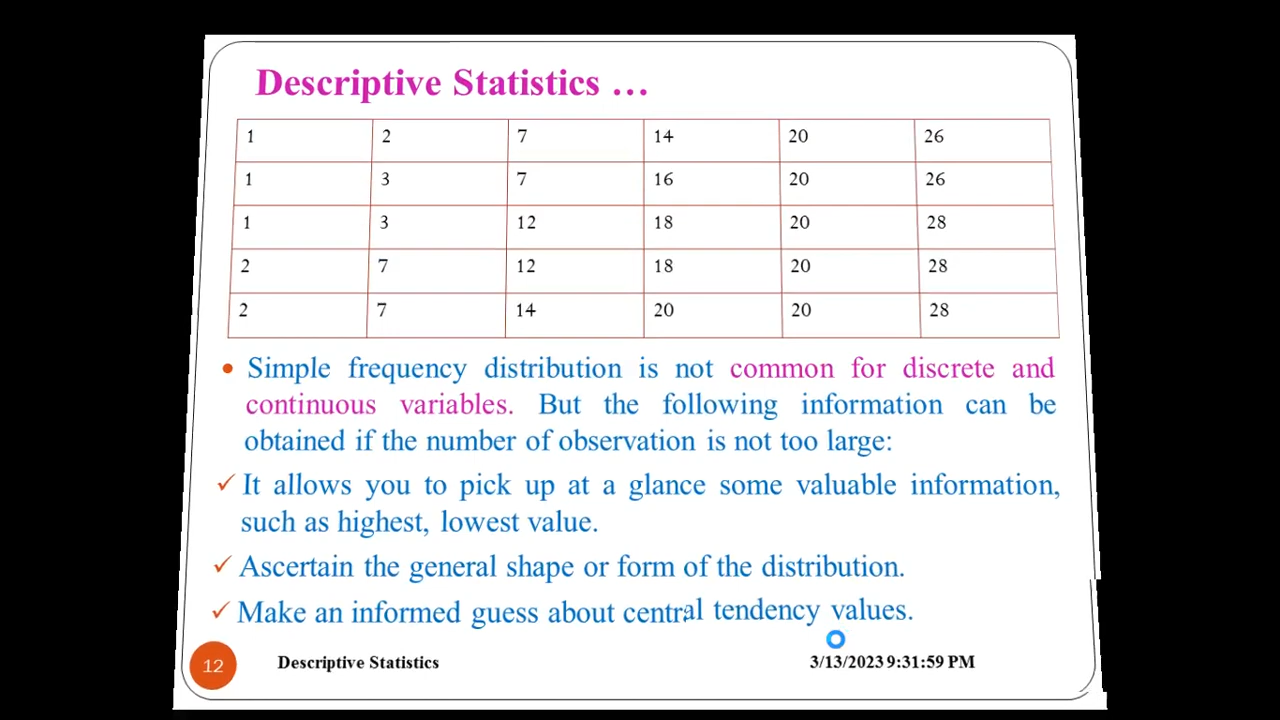 Descriptive Statistics ...
1 2 7 14 20 26
1 3 7 16 20 26
1 3 12 18 20 28
2 7 12 18 20 28
2 7 14 20 20 28
• Simple frequency distribution is not common for discrete and
continuous variables. But the following information can be
obtained if the number of observation is not too large:
✓ It allows you to pick up at a glance some valuable information,
such as highest, lowest value.
✓ Ascertain the general shape or form of the distribution.
✓ Make an informed guess about central tendency values.
12 Descriptive Statistics 3/13/2023 9:31:59 PM